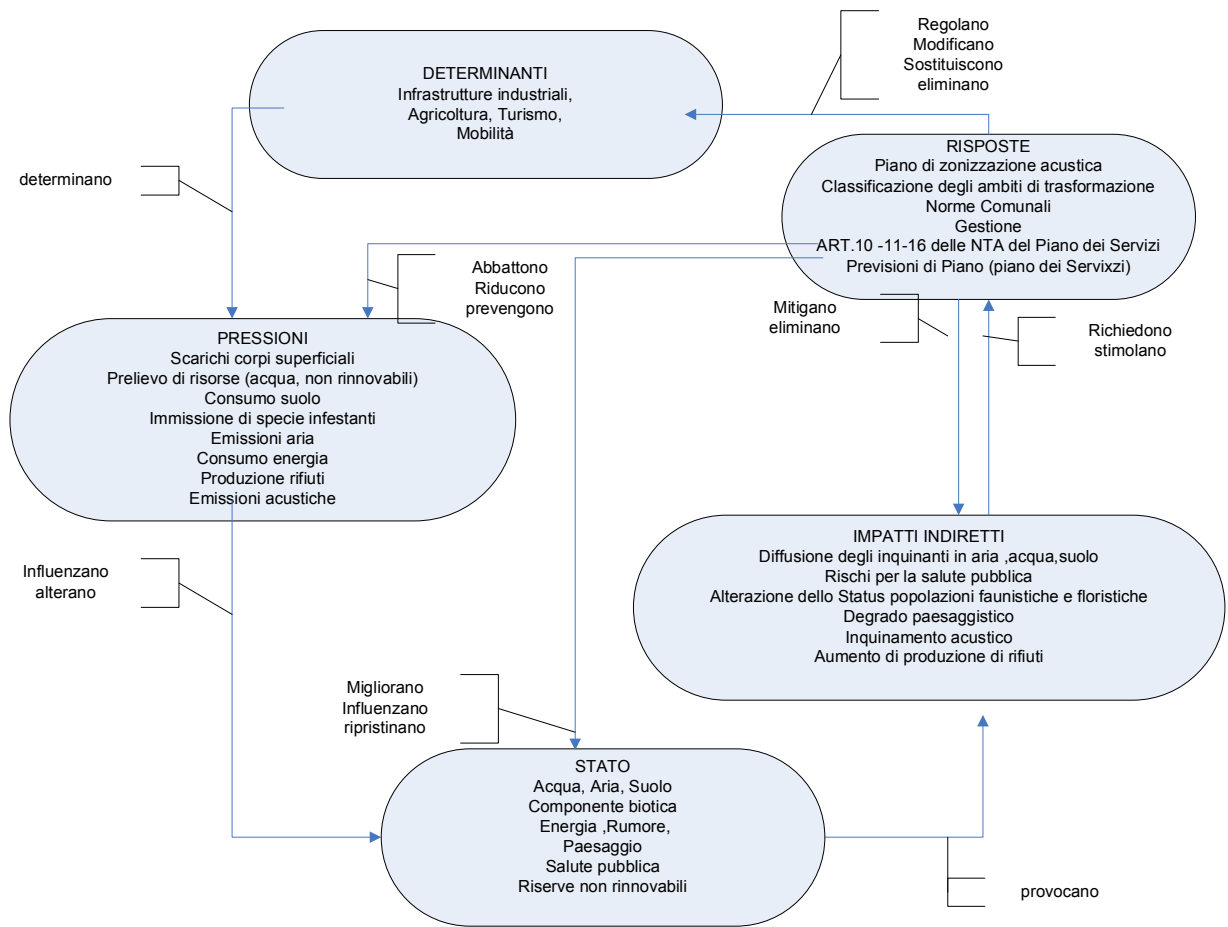 Regolano
Modificano
Sostituiscono
eliminano
DETERMINANTI
Infrastrutture industriali,
Agricoltura, Turismo,
Mobilità
RISPOSTE
Piano di zonizzazione acustica
Classificazione degli ambiti di trasformazione
Norme Comunali
Gestione
ART.10 -11-16 delle NTA del Piano dei Servizi
Previsioni di Piano (piano dei Servixzi)
determinano
Abbattono
Riducono
prevengono
Mitigano
eliminano
Richiedono
stimolano
PRESSIONI
Scarichi corpi superficiali
Prelievo di risorse (acqua, non rinnovabili)
Consumo suolo
Immissione di specie infestanti
Emissioni aria
Consumo energia
Produzione rifiuti
Emissioni acustiche
IMPATTI INDIRETTI
Diffusione degli inquinanti in aria ,acqua,suolo
Rischi per la salute pubblica
Alterazione dello Status popolazioni faunistiche e floristiche
Degrado paesaggistico
Inquinamento acustico
Aumento di produzione di rifiuti
Influenzano
alterano
Migliorano
Influenzano
ripristinano
STATO
Acqua, Aria, Suolo
Componente biotica
Energia ,Rumore,
Paesaggio
Salute pubblica
Riserve non rinnovabili
provocano